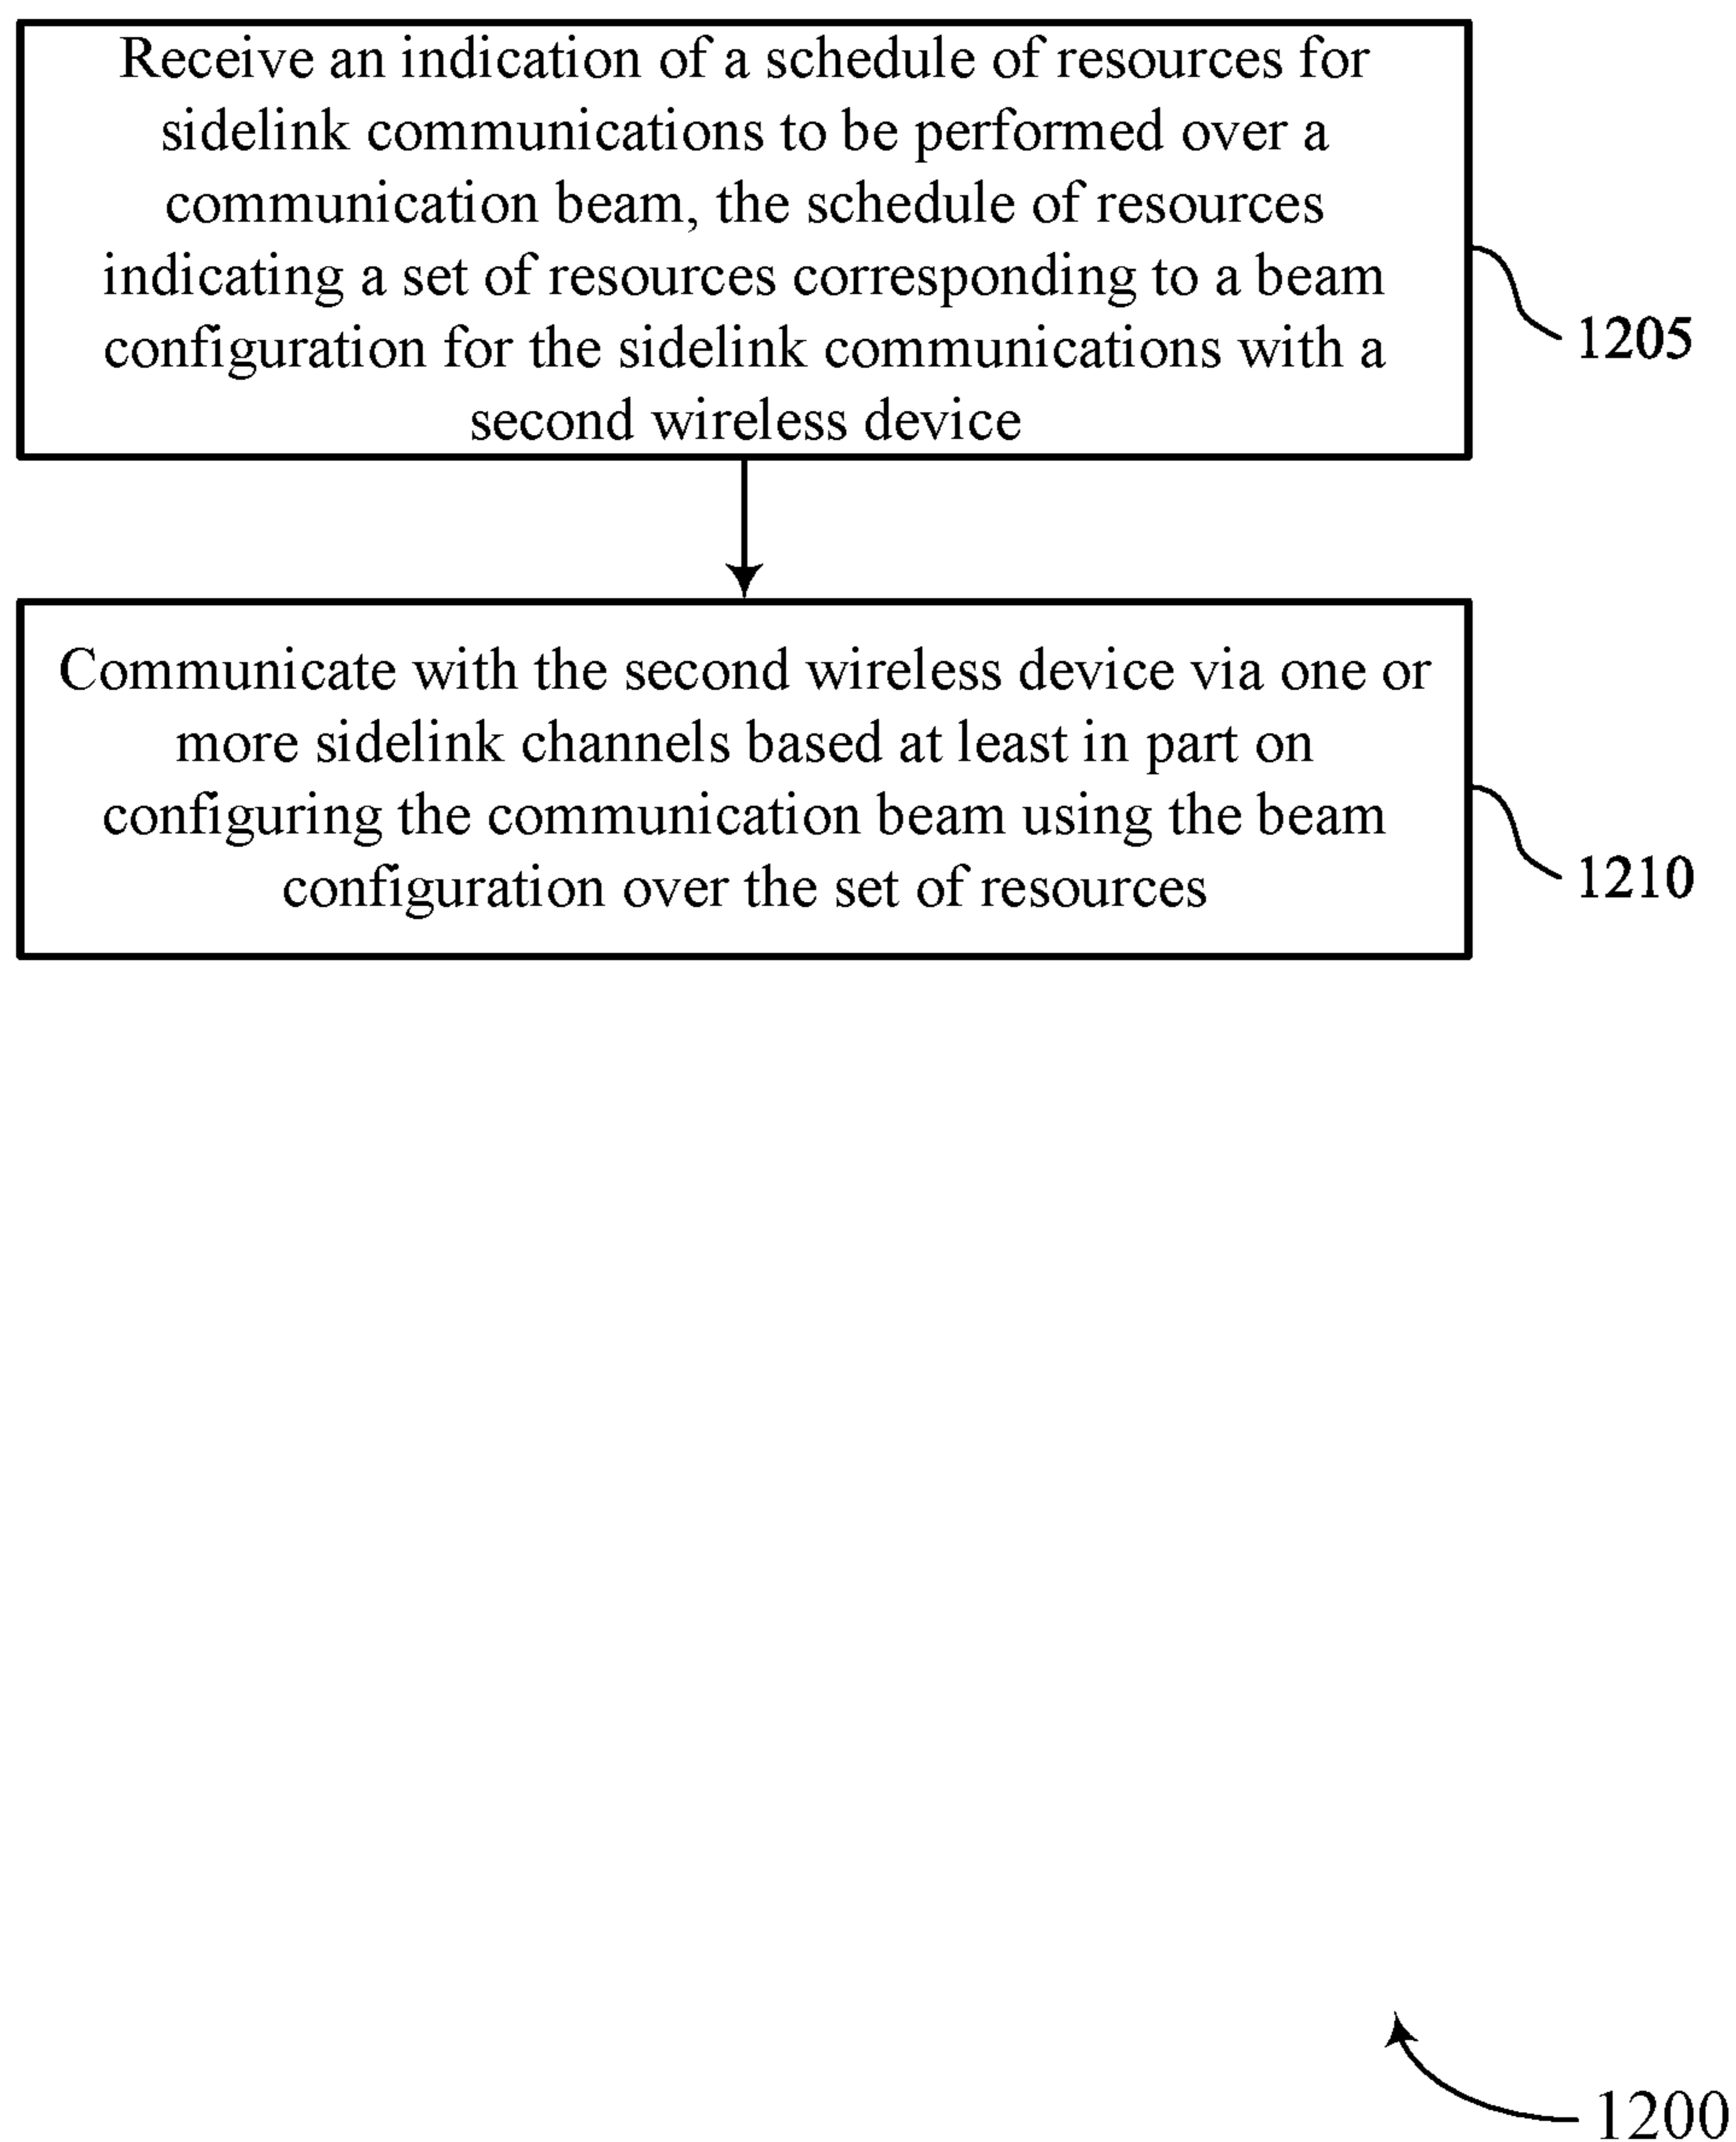 Receive an indication of a schedule of resources for
sidelink communications to be performed over a
communication beam, the schedule of resources
indicating a set of resources corresponding to a beam
configuration for the sidelink communications with a
second wireless device
1205
Communicate with the second wireless device via one or
more sidelink channels based at least in part on
configuring the communication beam using the beam
configuration over the set of resources
1210
1200